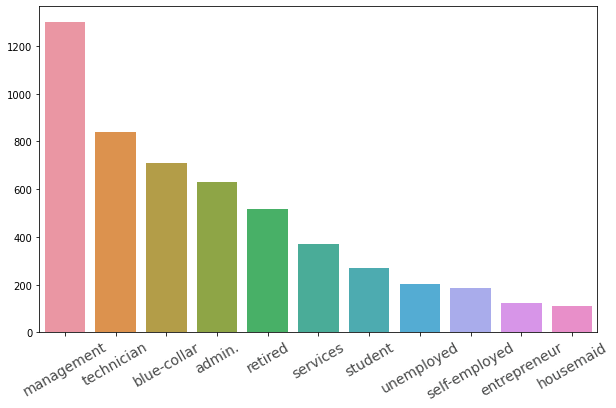 1200
1000
800
600
400
200
0
management
technician
blue-collar
admin.
retired
services
student
unemployed
self-employed
entrepreneur
housemaid